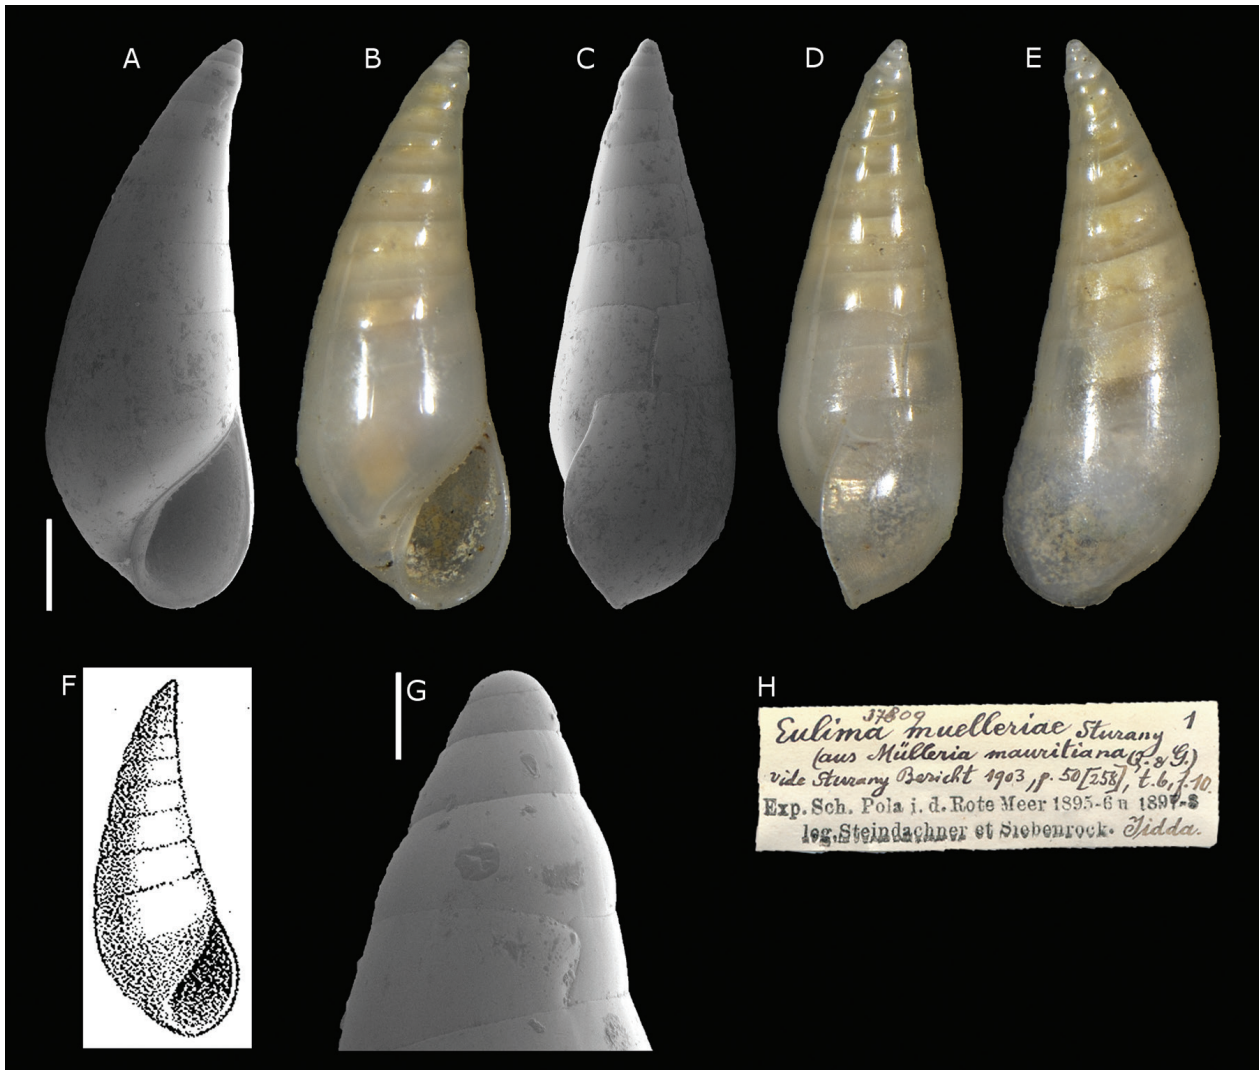 A
B
C
D
E
F
G
H
37809
Eulima muelleriae Sturany 1
(aus Mülleria mauritiana (Q. & G.)
vide Sturany Bericht 1903, p. 50 [258], t. 6, f. 10.
Exp. Sch. Pola i. d. Rote Meer 1895-6 u 1897-8
leg. Steindachner et Siebenrock. Jidda.